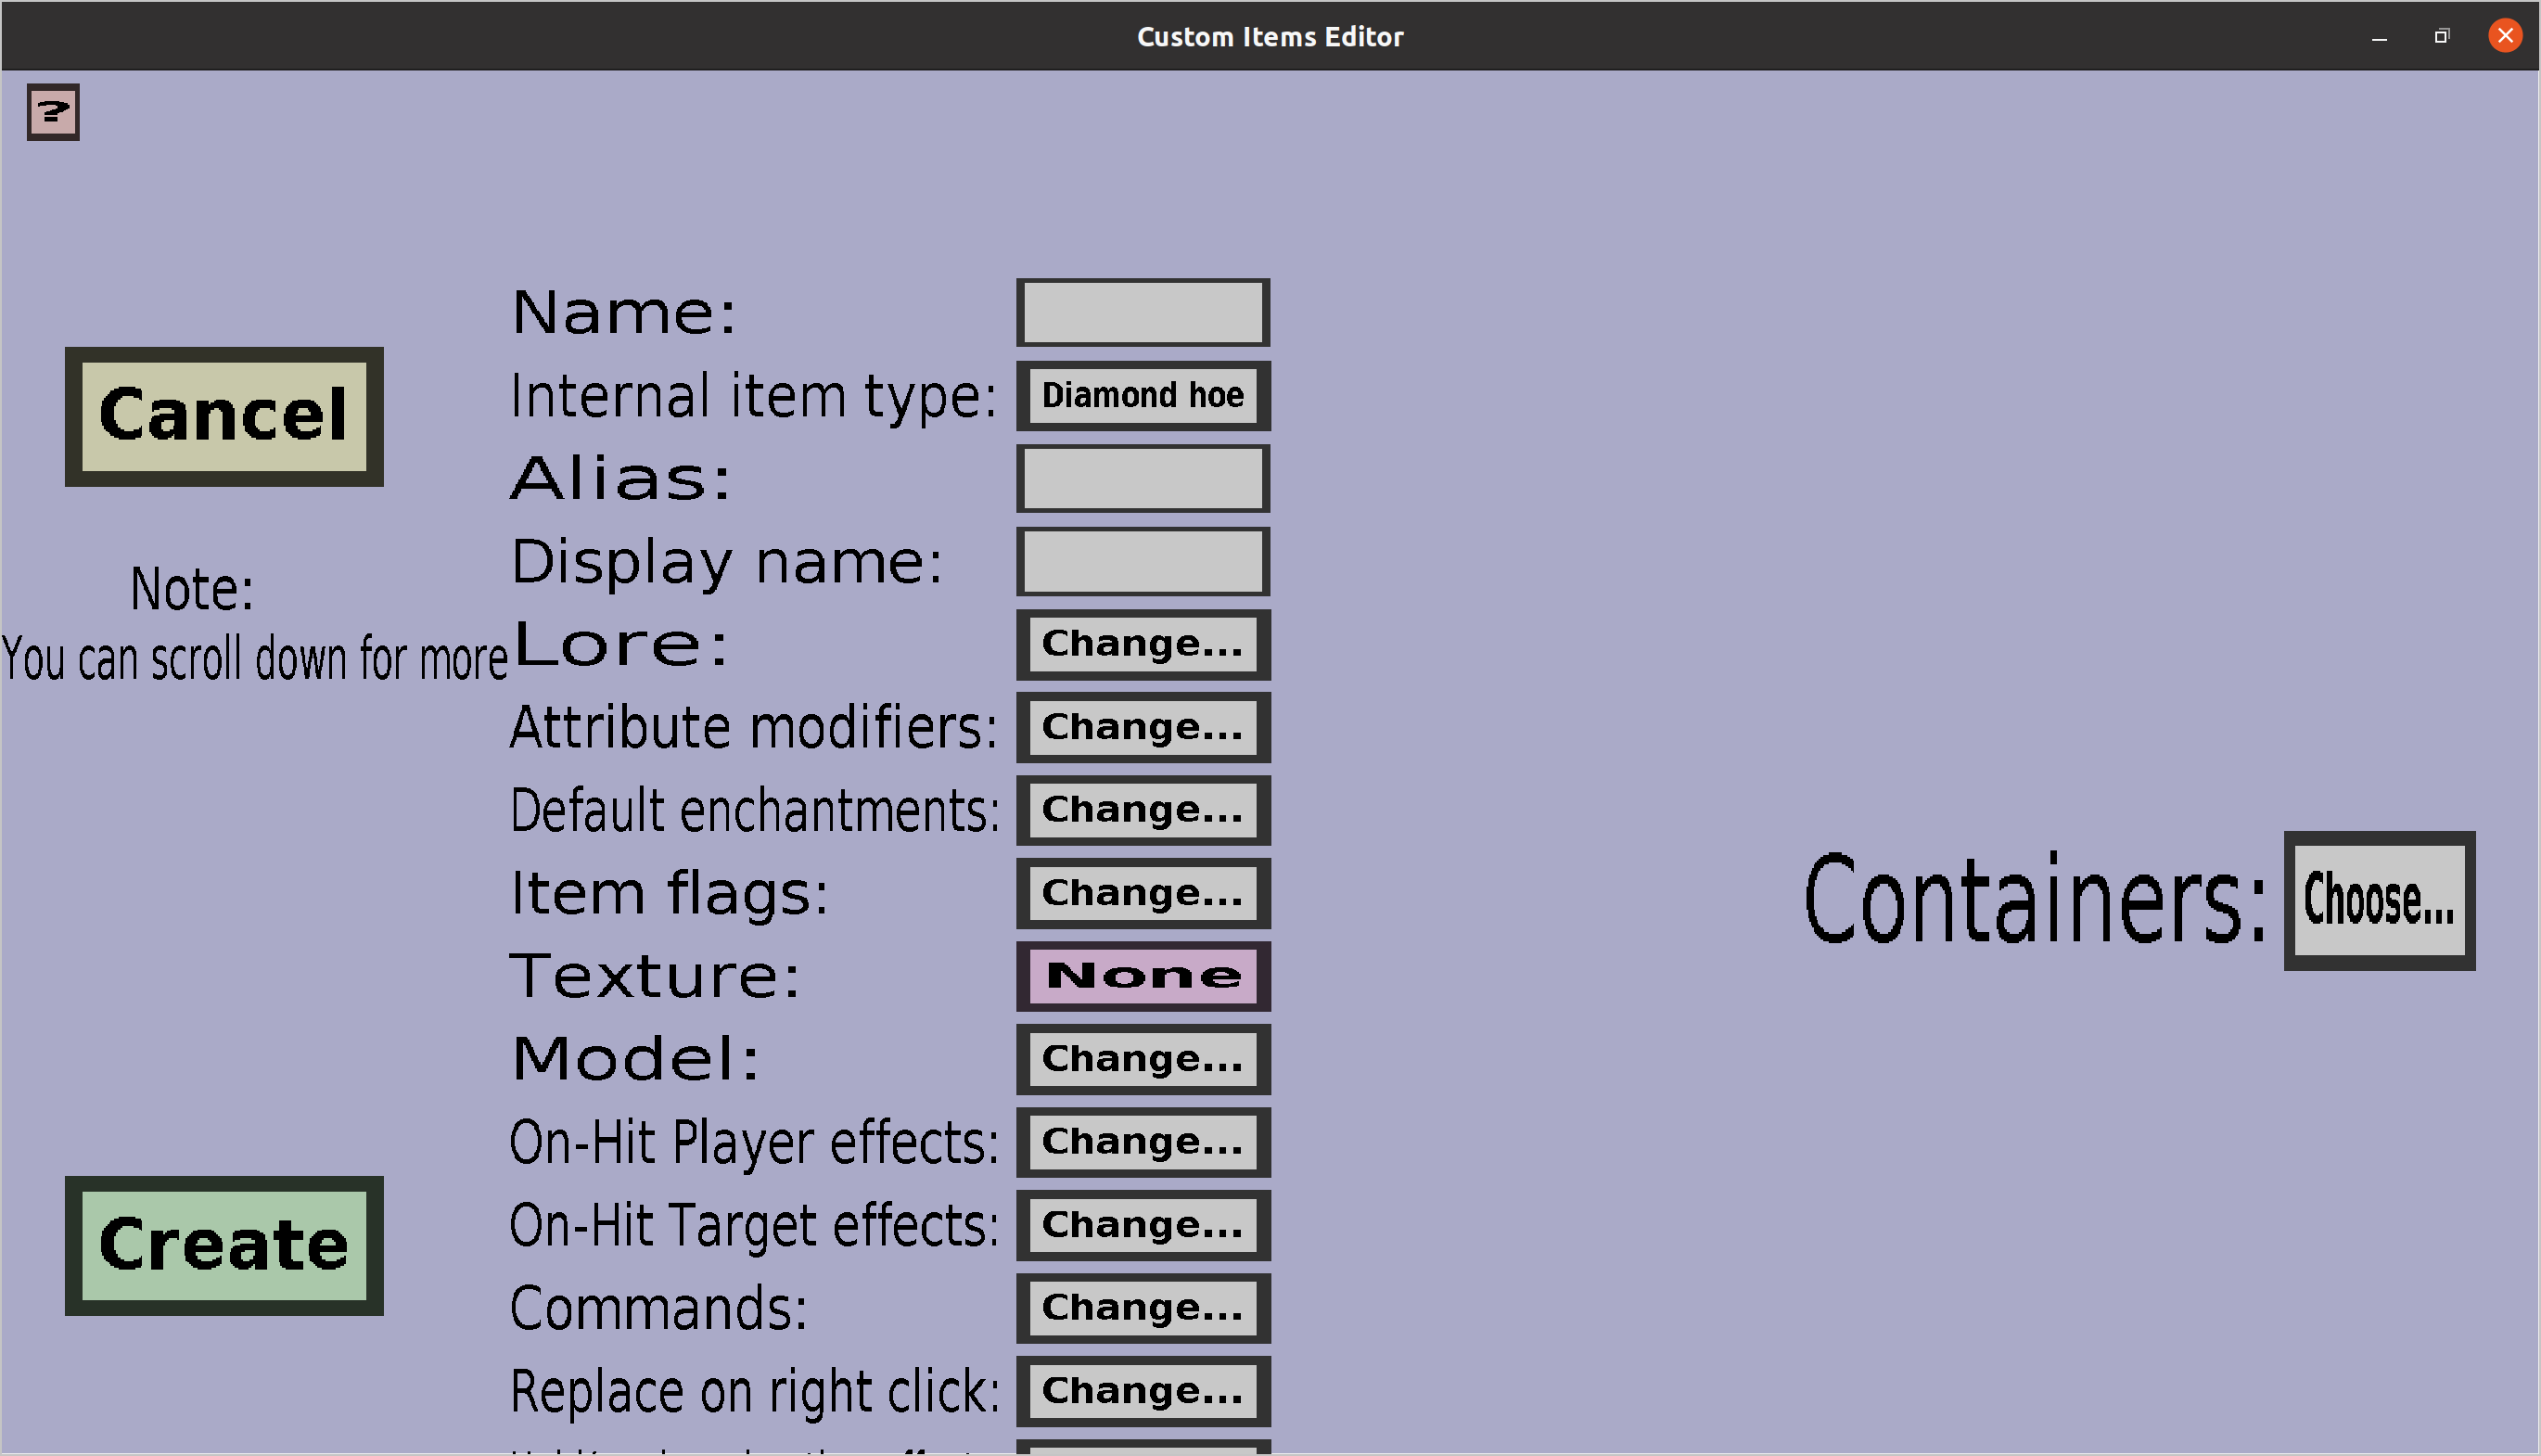 Custom Items Editor
?
Name:
Cancel
Internal item type: Diamond hoe
Alias:
Display name:
Note:
You can scroll down for more
Lore: Change...
Attribute modifiers: Change...
Default enchantments: Change...
Item flags: Change...
Containers: Choose...
Texture: None
Model: Change...
On-Hit Player effects: Change...
On-Hit Target effects: Change...
Create
Commands: Change...
Replace on right click: Change...